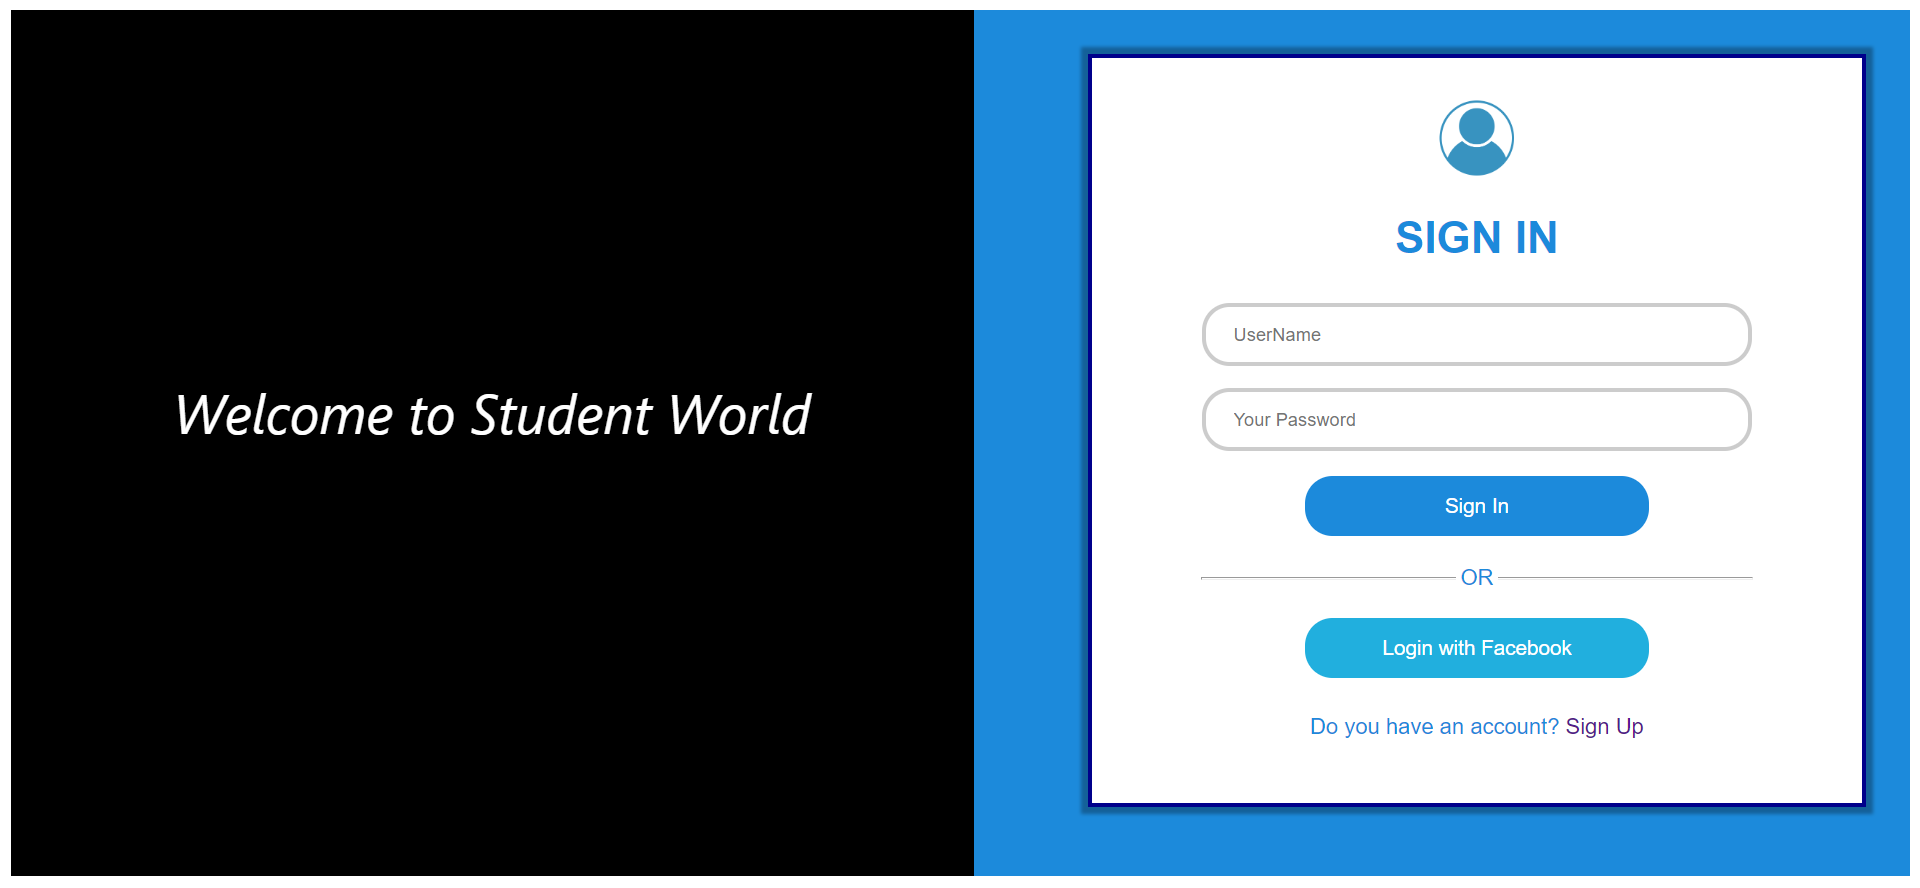 Welcome to Student World
SIGN IN
UserName
Your Password
Sign In
OR
Login with Facebook
Do you have an account? Sign Up